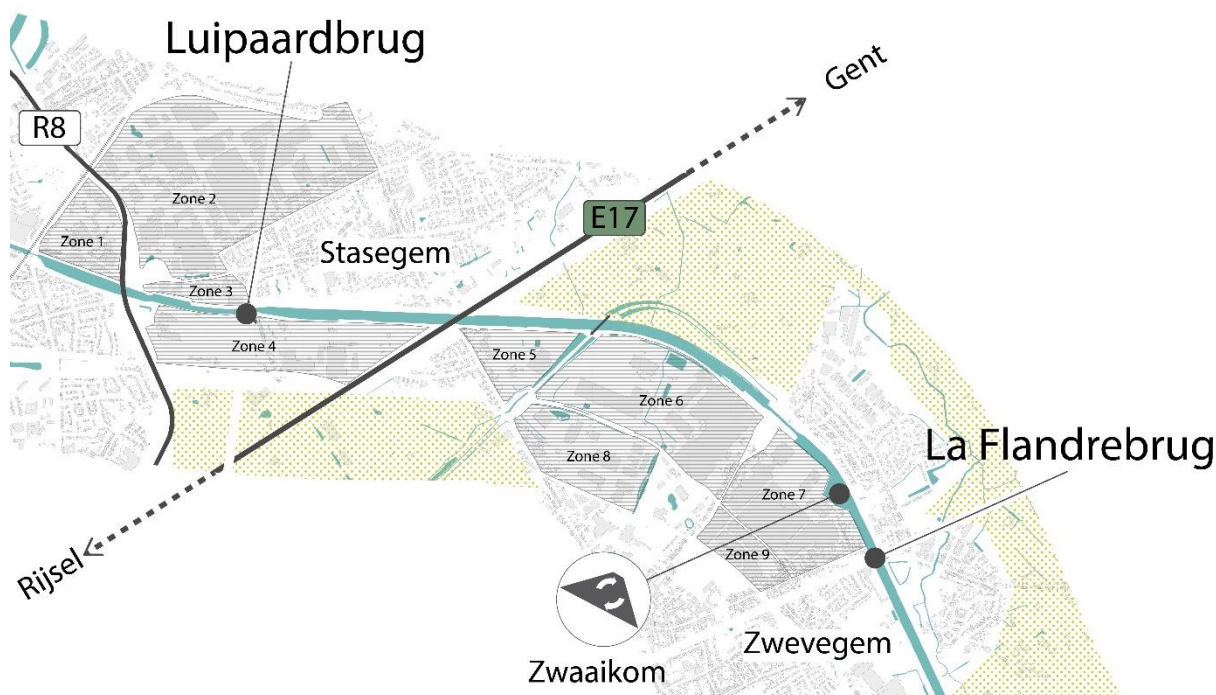 Luipaardbrug
Gent
R8
Zone 2
E17
Zone 1
Stasegem
Zone 3
Zone 4
Zone 5
Zone 6
La Flandrebrug
Zone 8
Zone 7
Zone 9
Rijsel
Zwevegem
Zwaaikom